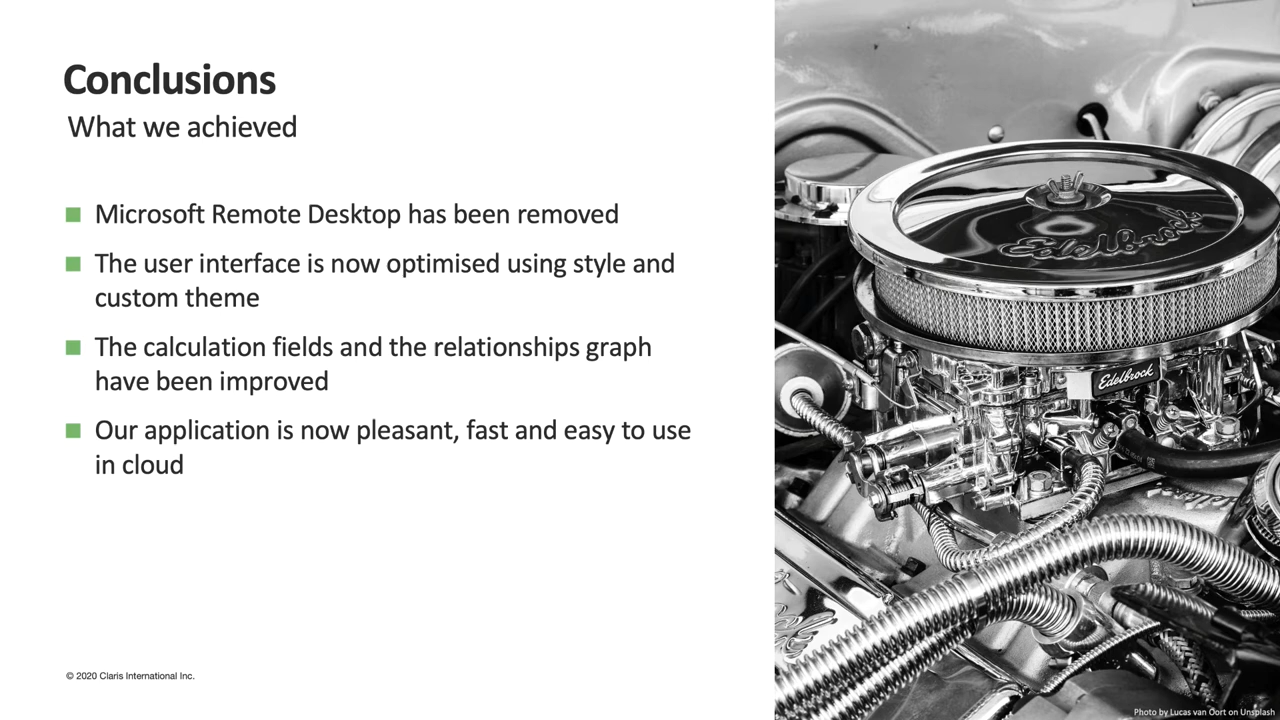 Conclusions
What we achieved
Microsoft Remote Desktop has been removed
The user interface is now optimised using style and
custom theme
The calculation fields and the relationships graph
have been improved
Our application is now pleasant, fast and easy to use
in cloud
© 2020 Claris International Inc.
Edelbrock
Edelbrock
Photo by Lucas van Oort on Unsplash